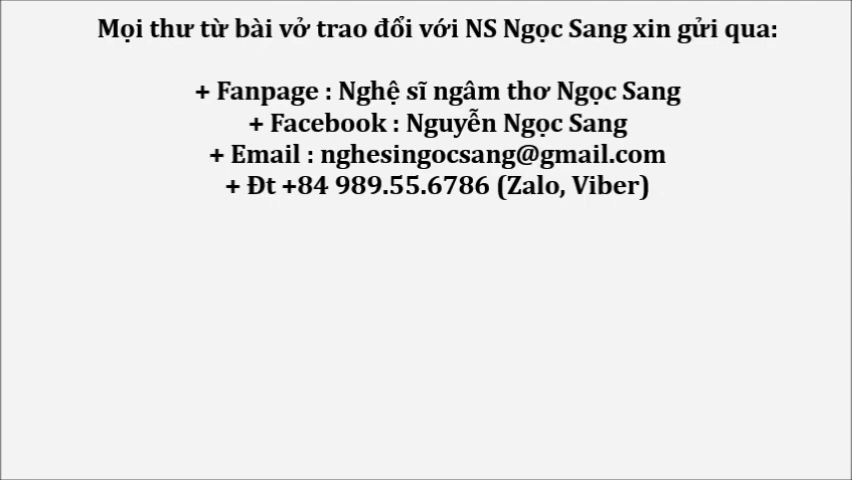 Mọi thư từ bài vở trao đổi với NS Ngọc Sang xin gửi qua:
+ Fanpage : Nghệ sĩ ngâm thơ Ngọc Sang
+ Facebook : Nguyễn Ngọc Sang
+ Email : nghesingocsang@gmail.com
+ Đt +84 989.55.6786 (Zalo, Viber)